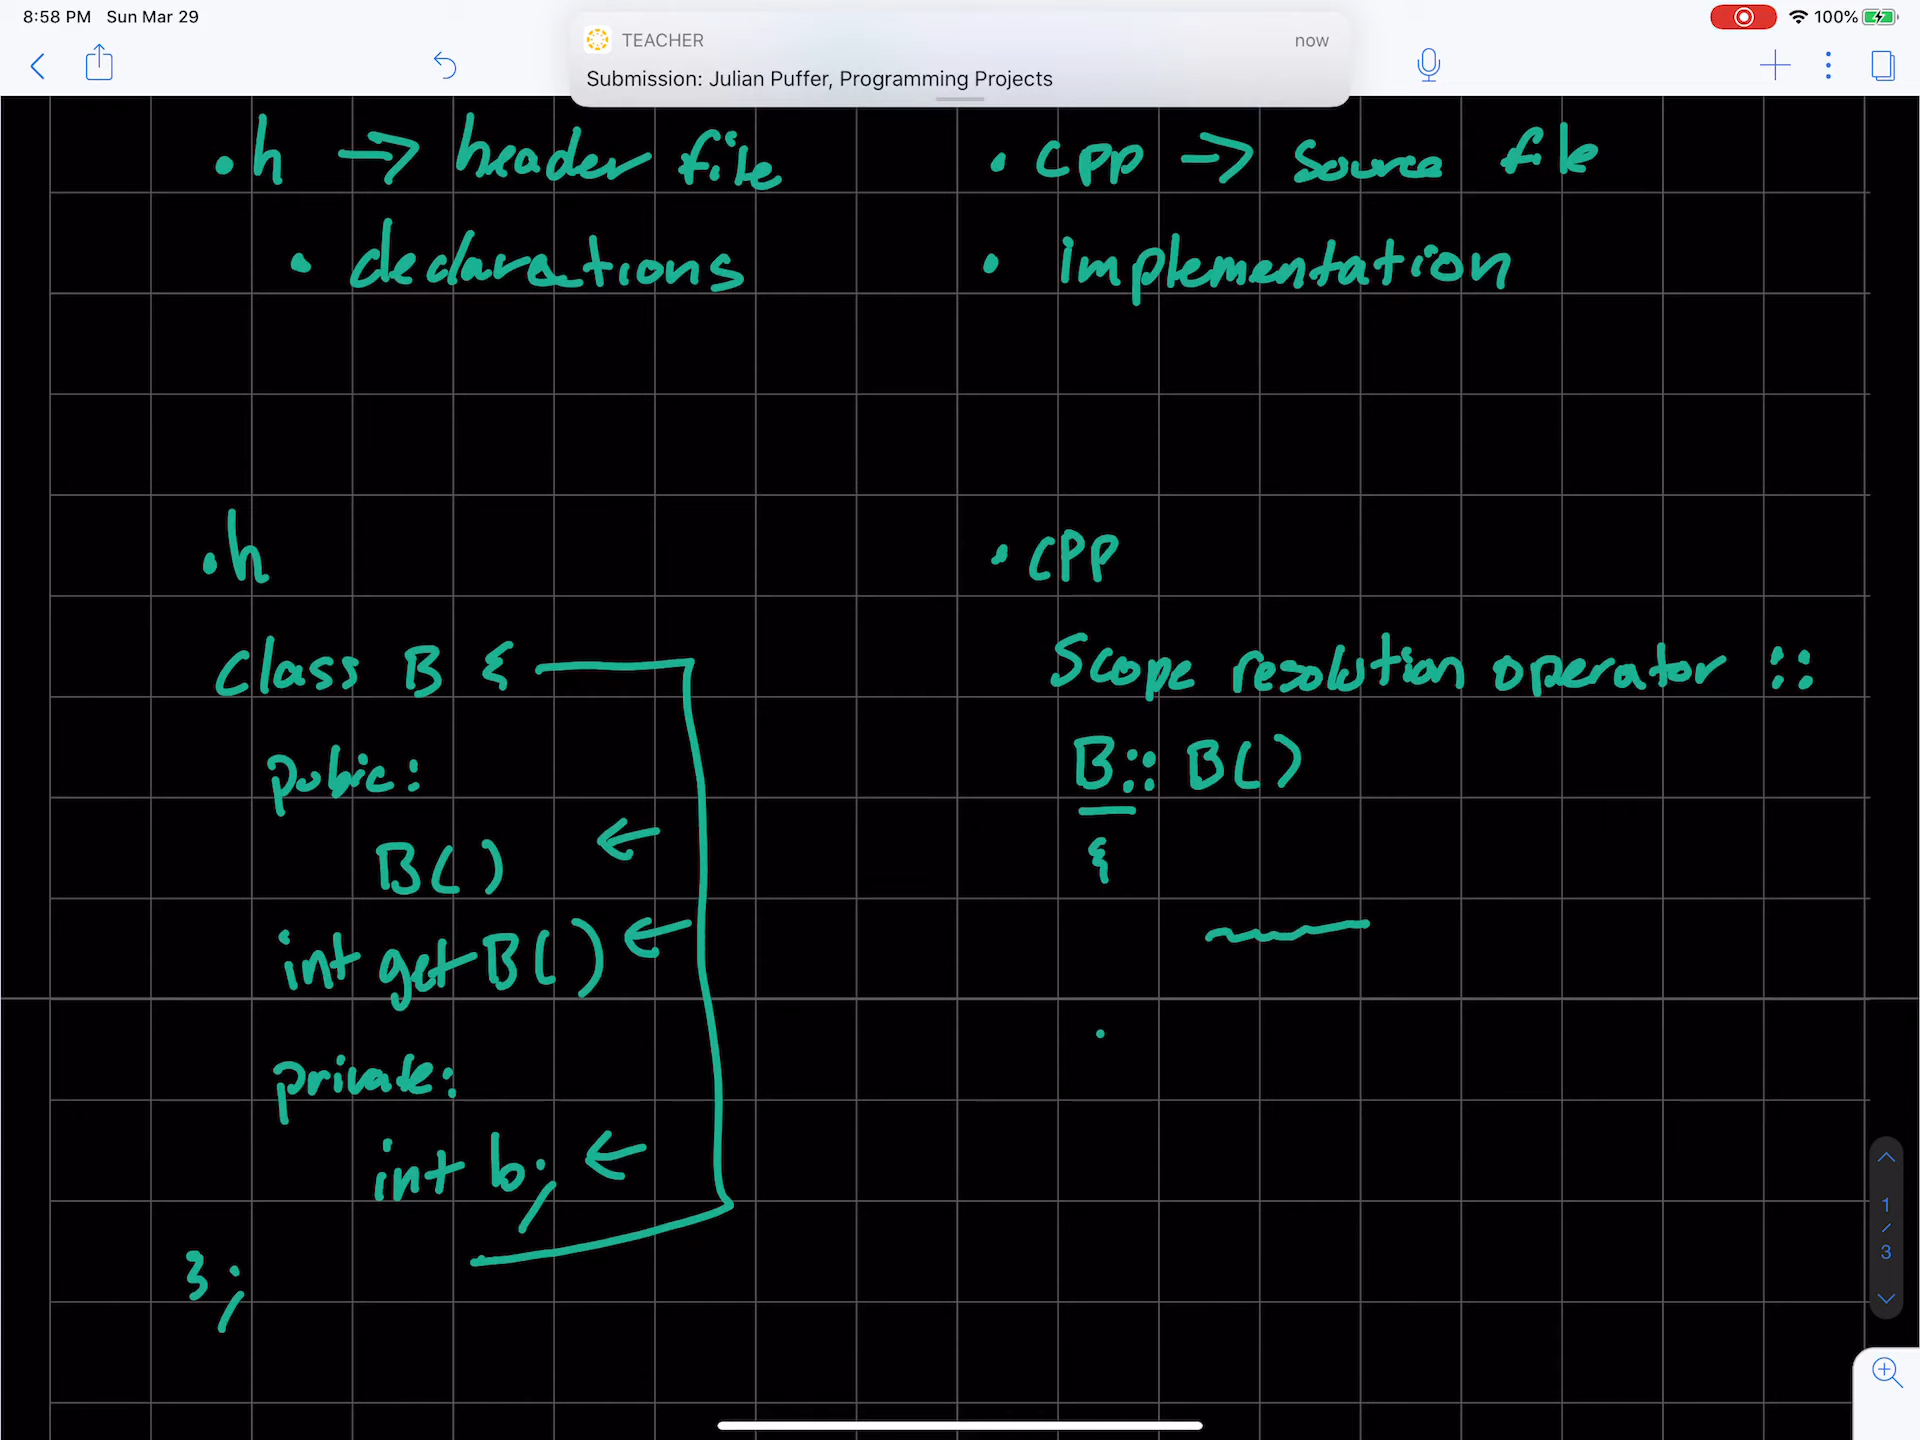 8:58 PM Sun Mar 29
100%
TEACHER
now
Submission: Julian Puffer, Programming Projects
.h → header file
• declarations
.cpp → source file
• implementation
.h
class B {
public:
B()
←
int getB()
←
private:
int b;
←
};
.cpp
Scope resolution operator ::
B:: B()
{
1
/
3